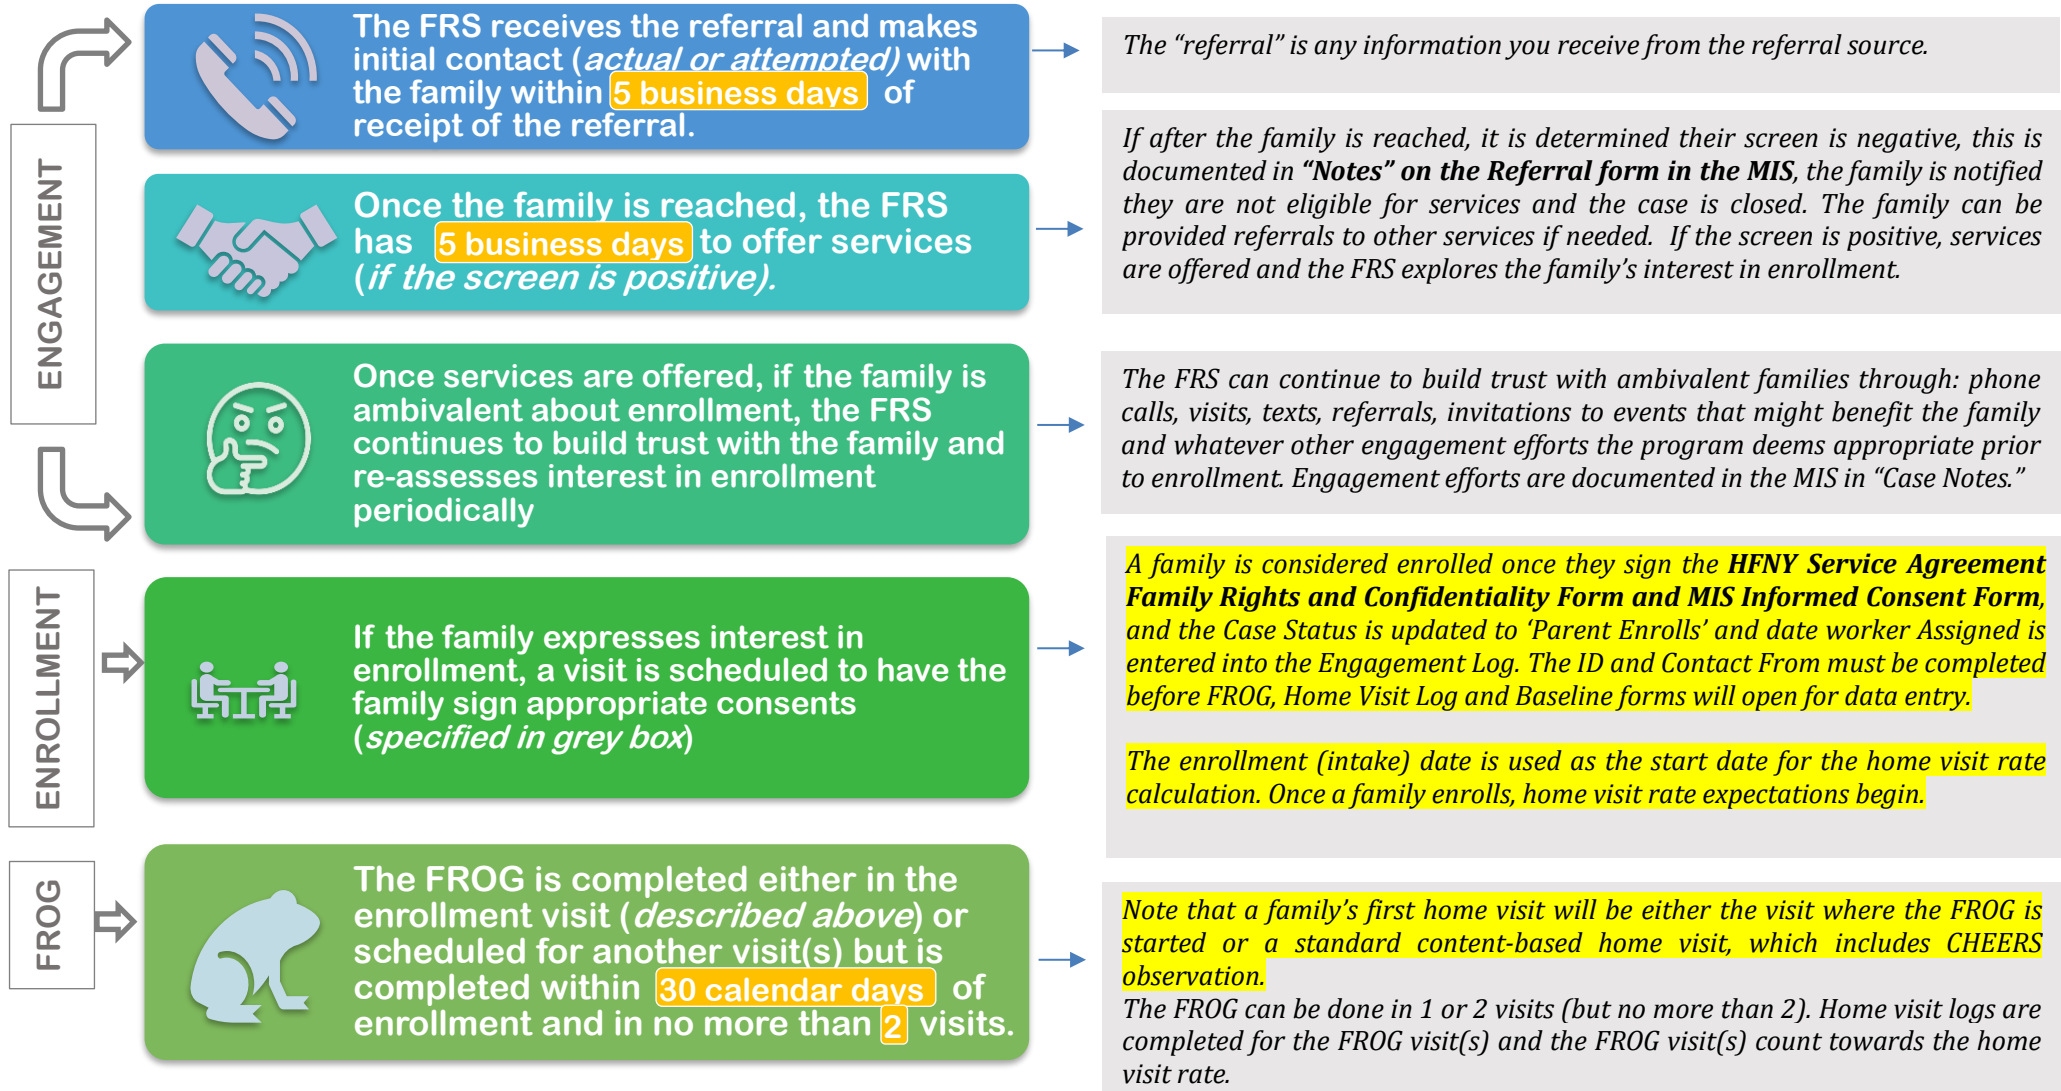 ENGAGEMENT
The FRS receives the referral and makes
initial contact (actual or attempted) with
the family within 5 business days of
receipt of the referral.
The “referral” is any information you receive from the referral source.
Once the family is reached, the FRS
has 5 business days to offer services
(if the screen is positive).
If after the family is reached, it is determined their screen is negative, this is
documented in “Notes” on the Referral form in the MIS, the family is notified
they are not eligible for services and the case is closed. The family can be
provided referrals to other services if needed. If the screen is positive, services
are offered and the FRS explores the family’s interest in enrollment.
Once services are offered, if the family is
ambivalent about enrollment, the FRS
continues to build trust with the family and
re-assesses interest in enrollment
periodically
The FRS can continue to build trust with ambivalent families through: phone
calls, visits, texts, referrals, invitations to events that might benefit the family
and whatever other engagement efforts the program deems appropriate prior
to enrollment. Engagement efforts are documented in the MIS in “Case Notes.”
ENROLLMENT
If the family expresses interest in
enrollment, a visit is scheduled to have the
family sign appropriate consents
(specified in grey box)
A family is considered enrolled once they sign the HFNY Service Agreement
Family Rights and Confidentiality Form and MIS Informed Consent Form,
and the Case Status is updated to ‘Parent Enrolls’ and date worker Assigned is
entered into the Engagement Log. The ID and Contact From must be completed
before FROG, Home Visit Log and Baseline forms will open for data entry.
The enrollment (intake) date is used as the start date for the home visit rate
calculation. Once a family enrolls, home visit rate expectations begin.
FROG
The FROG is completed either in the
enrollment visit (described above) or
scheduled for another visit(s) but is
completed within 30 calendar days of
enrollment and in no more than 2 visits.
Note that a family’s first home visit will be either the visit where the FROG is
started or a standard content-based home visit, which includes CHEERS
observation.
The FROG can be done in 1 or 2 visits (but no more than 2). Home visit logs are
completed for the FROG visit(s) and the FROG visit(s) count towards the home
visit rate.